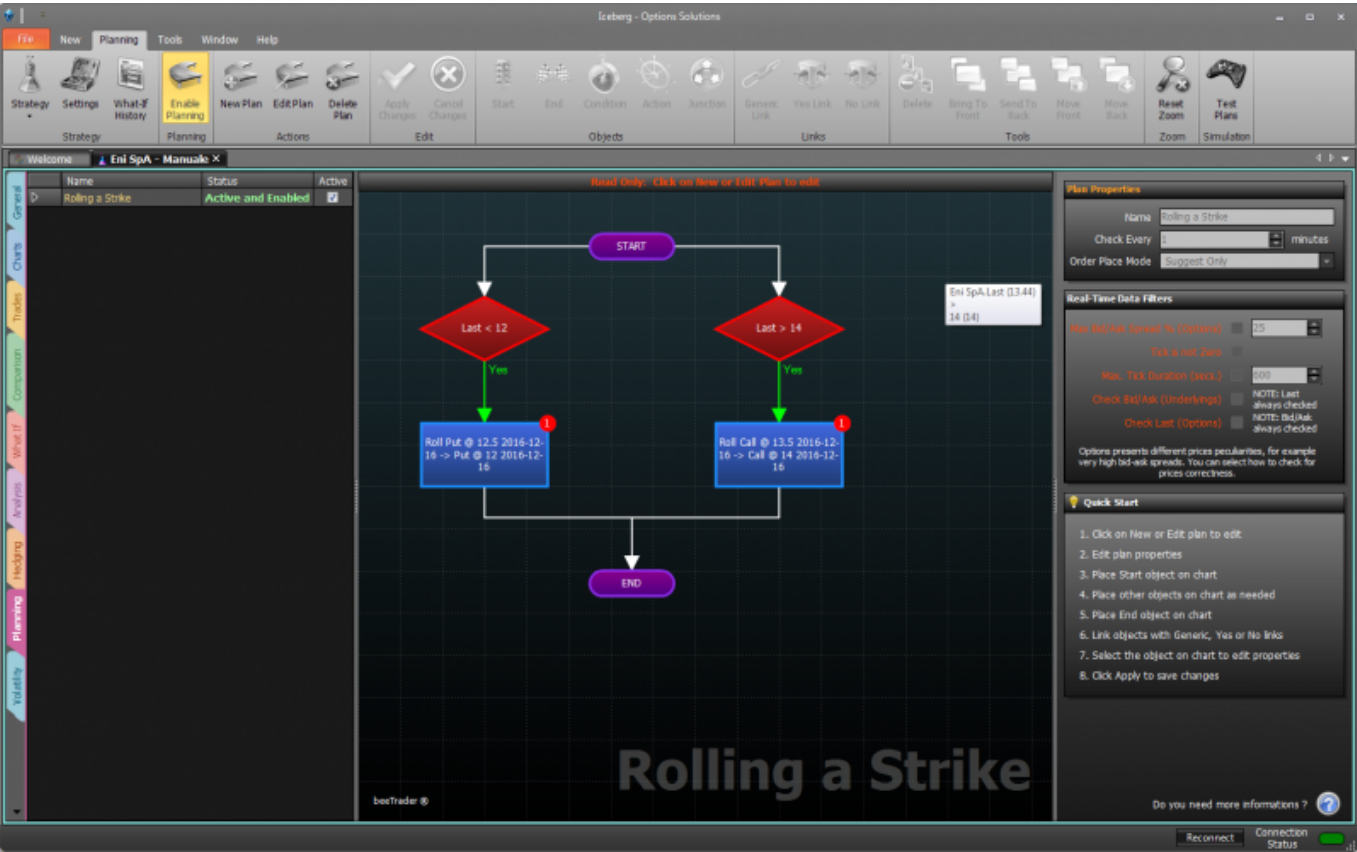 Iceberg - Options Solutions
File New Planning Tools Window Help
Strategy Settings What-If History Enable Planning New Plan Edit Plan Delete Plan Apply Changes Cancel Changes Start End Condition Action Junction Generic Link Yes Link No Link Delete Bring To Front Send To Back Move Front Move Back Reset Zoom Test Plans
Strategy Planning Actions Edit Objects Links Tools Zoom Simulation
Welcome Eni SpA - Manuale
General
Charts
Trades
Comparison
What If
Analysis
Hedging
Planning
Volatility
Name Status Active
Rolling a Strike Active and Enabled
Read Only: Click on New or Edit Plan to edit
START
Last < 12
Last > 14
Eni SpA.Last (13.44)
>
14 (14)
Yes
Yes
1
1
Roll Put @ 12.5 2016-12-
16 -> Put @ 12 2016-12-
16
Roll Call @ 13.5 2016-12-
16 -> Call @ 14 2016-12-
16
END
Rolling a Strike
beeTrader ®
Plan Properties
Name Rolling a Strike
Check Every 1 minutes
Order Place Mode Suggest Only
Real-Time Data Filters
Max Bid/Ask Spread % (Options) 25
Tick is not Zero
Max. Tick Duration (secs.) 600
Check Bid/Ask (Underlyings) NOTE: Last
always checked
Check Last (Options) NOTE: Bid/Ask
always checked
Options presents different prices peculiarities, for example
very high bid-ask spreads. You can select how to check for
prices correctness.
Quick Start
1. Click on New or Edit plan to edit
2. Edit plan properties
3. Place Start object on chart
4. Place other objects on chart as needed
5. Place End object on chart
6. Link objects with Generic, Yes or No links
7. Select the object on chart to edit properties
8. Click Apply to save changes
Do you need more informations ?
Reconnect Connection
Status